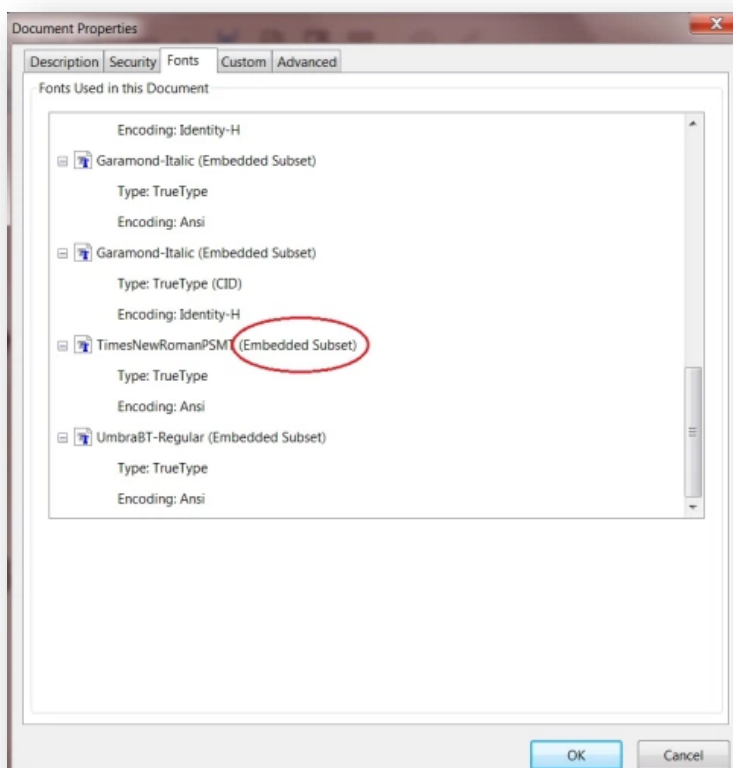 Document Properties
Description Security Fonts Custom Advanced
Fonts Used in this Document
Encoding: Identity-H
Garamond-Italic (Embedded Subset)
Type: TrueType
Encoding: Ansi
Garamond-Italic (Embedded Subset)
Type: TrueType (CID)
Encoding: Identity-H
TimesNewRomanPSMT (Embedded Subset)
Type: TrueType
Encoding: Ansi
UmbraBT-Regular (Embedded Subset)
Type: TrueType
Encoding: Ansi
OK Cancel